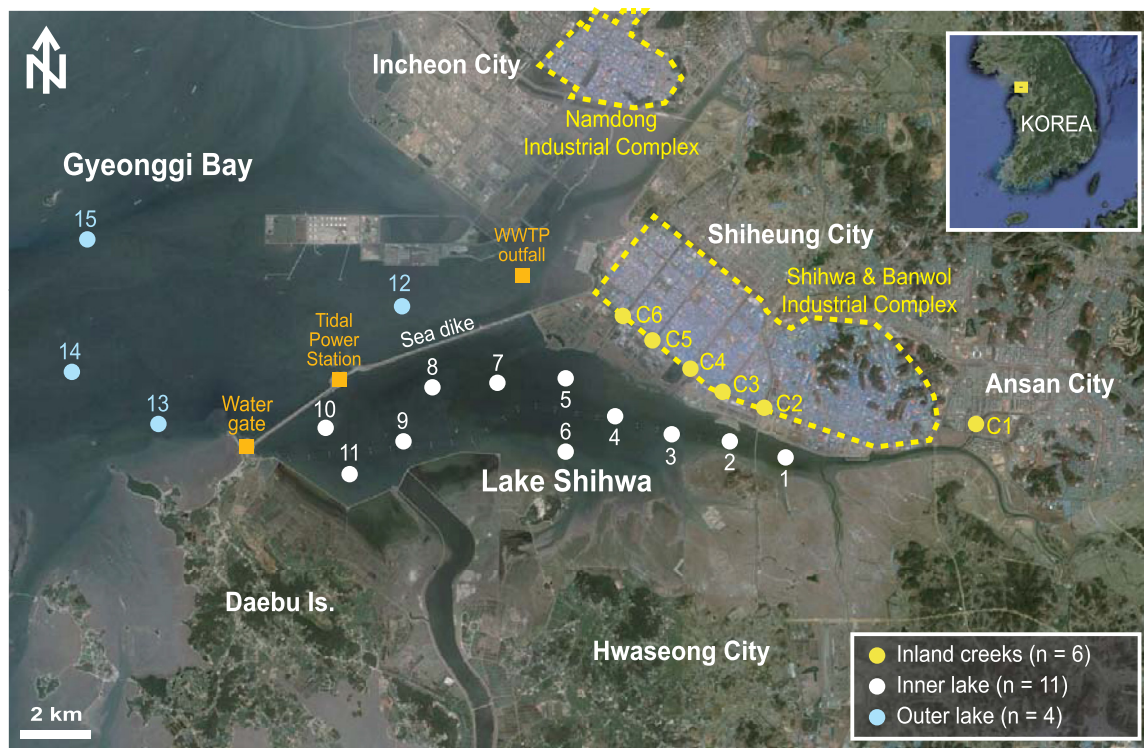 N
Incheon City
Namdong
Industrial Complex
KOREA
Gyeonggi Bay
15
WWTP
outfall
Shiheung City
Shihwa & Banwol
Industrial Complex
12
Tidal
Power
Station
Sea dike
C6
C5
C4
C3
C2
C1
Ansan City
14
13
Water
gate
10
11
8
9
7
5
6
4
3
2
1
Lake Shihwa
Daebu Is.
Hwaseong City
2 km
Inland creeks (n = 6)
Inner lake (n = 11)
Outer lake (n = 4)